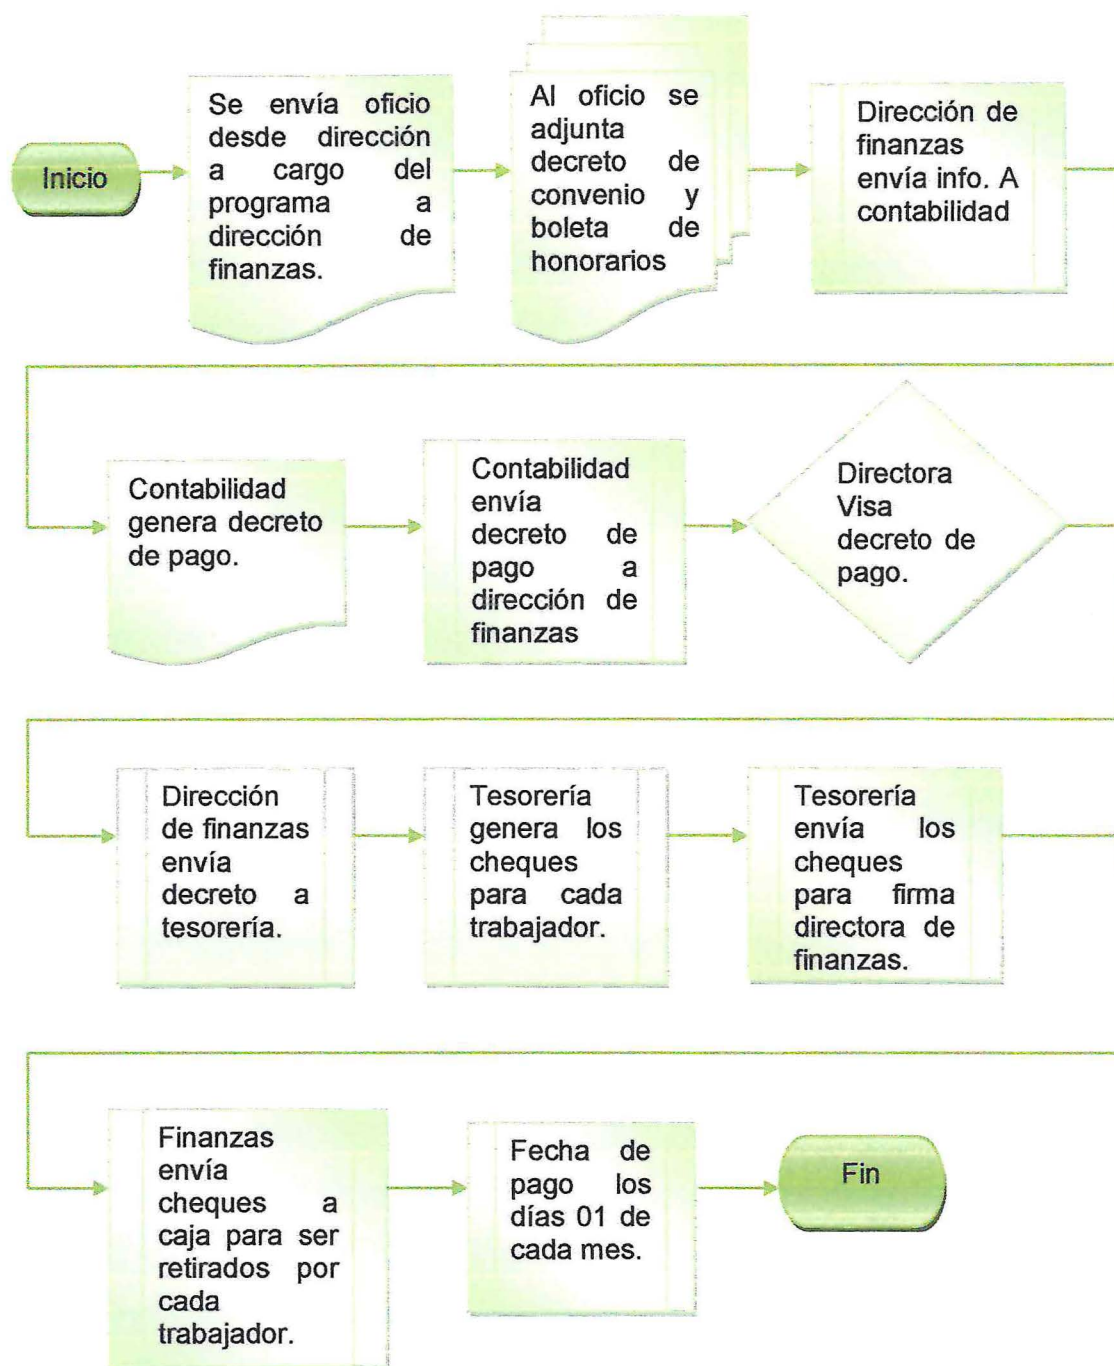 Inicio
Se envía oficio
desde dirección
a cargo del
programa a
dirección de
finanzas.
Al oficio se
adjunta
decreto de
convenio y
boleta de
honorarios
Dirección de
finanzas
envía info. A
contabilidad
Contabilidad
genera decreto
de pago.
Contabilidad
envía
decreto de
pago a
dirección de
finanzas
Directora
Visa
decreto de
pago.
Dirección
de finanzas
envía
decreto a
tesorería.
Tesorería
genera los
cheques
para cada
trabajador.
Tesorería
envía los
cheques
para firma
directora de
finanzas.
Finanzas
envía
cheques a
caja para ser
retirados por
cada
trabajador.
Fecha de
pago los
días 01 de
cada mes.
Fin